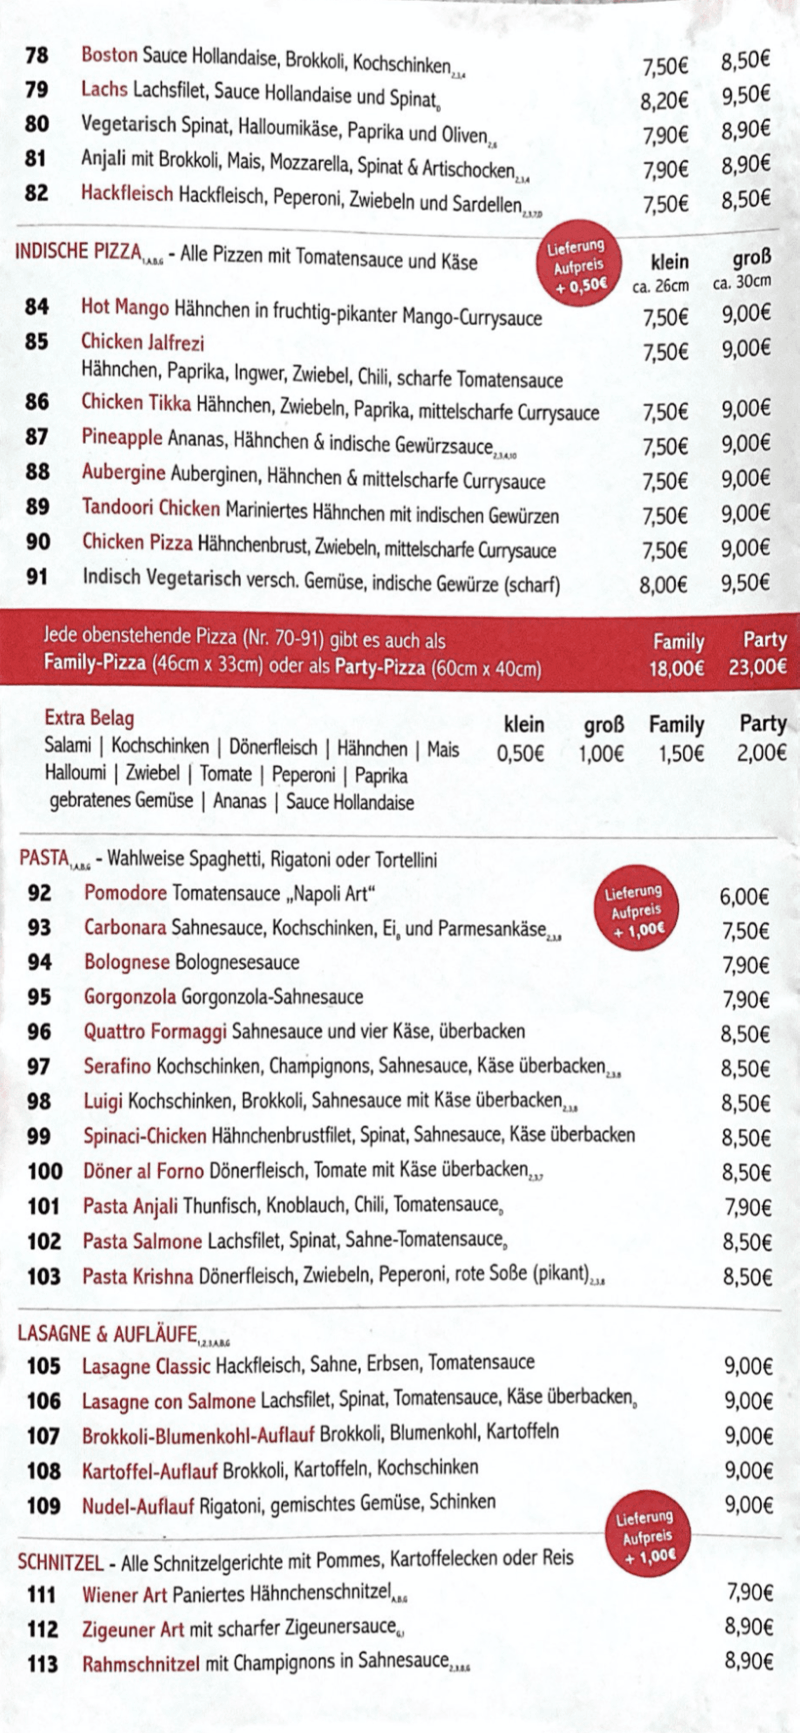 78 Boston Sauce Hollandaise, Brokkoli, Kochschinken 2,3,4 7,50€ 8,50€
79 Lachs Lachsfilet, Sauce Hollandaise und Spinat 7,50€ 8,20€ 9,50€
80 Vegetarisch Spinat, Halloumikäse, Paprika und Oliven 7,90€ 8,90€
81 Anjali mit Brokkoli, Mais, Mozzarella, Spinat & Artischocken 2,3,4 7,90€ 8,90€
82 Hackfleisch Hackfleisch, Peperoni, Zwiebeln und Sardellen 7,50€ 8,50€
INDISCHE PIZZA 1,A,B,G - Alle Pizzen mit Tomatensauce und Käse
Lieferung
Aufpreis
+ 0,50€
klein groß
ca. 26cm ca. 30cm
84 Hot Mango Hähnchen in fruchtig-pikanter Mango-Currysauce 7,50€ 9,00€
85 Chicken Jalfrezi 7,50€ 9,00€
Hähnchen, Paprika, Ingwer, Zwiebel, Chili, scharfe Tomatensauce
86 Chicken Tikka Hähnchen, Zwiebeln, Paprika, mittelscharfe Currysauce 7,50€ 9,00€
87 Pineapple Ananas, Hähnchen & indische Gewürzsauce 2,3,4,10 7,50€ 9,00€
88 Aubergine Auberginen, Hähnchen & mittelscharfe Currysauce 7,50€ 9,00€
89 Tandoori Chicken Mariniertes Hähnchen mit indischen Gewürzen 7,50€ 9,00€
90 Chicken Pizza Hähnchenbrust, Zwiebeln, mittelscharfe Currysauce 7,50€ 9,00€
91 Indisch Vegetarisch versch. Gemüse, indische Gewürze (scharf) 8,00€ 9,50€
Jede obenstehende Pizza (Nr. 70-91) gibt es auch als Family Party
Family-Pizza (46cm x 33cm) oder als Party-Pizza (60cm x 40cm) 18,00€ 23,00€
Extra Belag klein groß Family Party
Salami | Kochschinken | Dönerfleisch | Hähnchen | Mais 0,50€ 1,00€ 1,50€ 2,00€
Halloumi | Zwiebel | Tomate | Peperoni | Paprika
gebratenes Gemüse | Ananas | Sauce Hollandaise
PASTA 1,A,B,G - Wahlweise Spaghetti, Rigatoni oder Tortellini
Lieferung
Aufpreis
+ 1,00€
92 Pomodore Tomatensauce „Napoli Art“ 6,00€
93 Carbonara Sahnesauce, Kochschinken, Ei, und Parmesankäse 2,3,8 7,50€
94 Bolognese Bolognesesauce 7,90€
95 Gorgonzola Gorgonzola-Sahnesauce 7,90€
96 Quattro Formaggi Sahnesauce und vier Käse, überbacken 8,50€
97 Serafino Kochschinken, Champignons, Sahnesauce, Käse überbacken 2,3,8 8,50€
98 Luigi Kochschinken, Brokkoli, Sahnesauce mit Käse überbacken 2,3,8 8,50€
99 Spinaci-Chicken Hähnchenbrustfilet, Spinat, Sahnesauce, Käse überbacken 8,50€
100 Döner al Forno Dönerfleisch, Tomate mit Käse überbacken 2,3,7 8,50€
101 Pasta Anjali Thunfisch, Knoblauch, Chili, Tomatensauce 7,90€
102 Pasta Salmone Lachsfilet, Spinat, Sahne-Tomatensauce 8,50€
103 Pasta Krishna Dönerfleisch, Zwiebeln, Peperoni, rote Soße (pikant) 2,3,8 8,50€
LASAGNE & AUFLÄUFE 1,2,3,A,B,G
105 Lasagne Classic Hackfleisch, Sahne, Erbsen, Tomatensauce 9,00€
106 Lasagne con Salmone Lachsfilet, Spinat, Tomatensauce, Käse überbacken 9,00€
107 Brokkoli-Blumenkohl-Auflauf Brokkoli, Blumenkohl, Kartoffeln 9,00€
108 Kartoffel-Auflauf Brokkoli, Kartoffeln, Kochschinken 9,00€
109 Nudel-Auflauf Rigatoni, gemischtes Gemüse, Schinken 9,00€
Lieferung
Aufpreis
+ 1,00€
SCHNITZEL - Alle Schnitzelgerichte mit Pommes, Kartoffelecken oder Reis
111 Wiener Art Paniertes Hähnchenschnitzel A,B,G 7,90€
112 Zigeuner Art mit scharfer Zigeunersauce 8,90€
113 Rahmschnitzel mit Champignons in Sahnesauce 8,90€